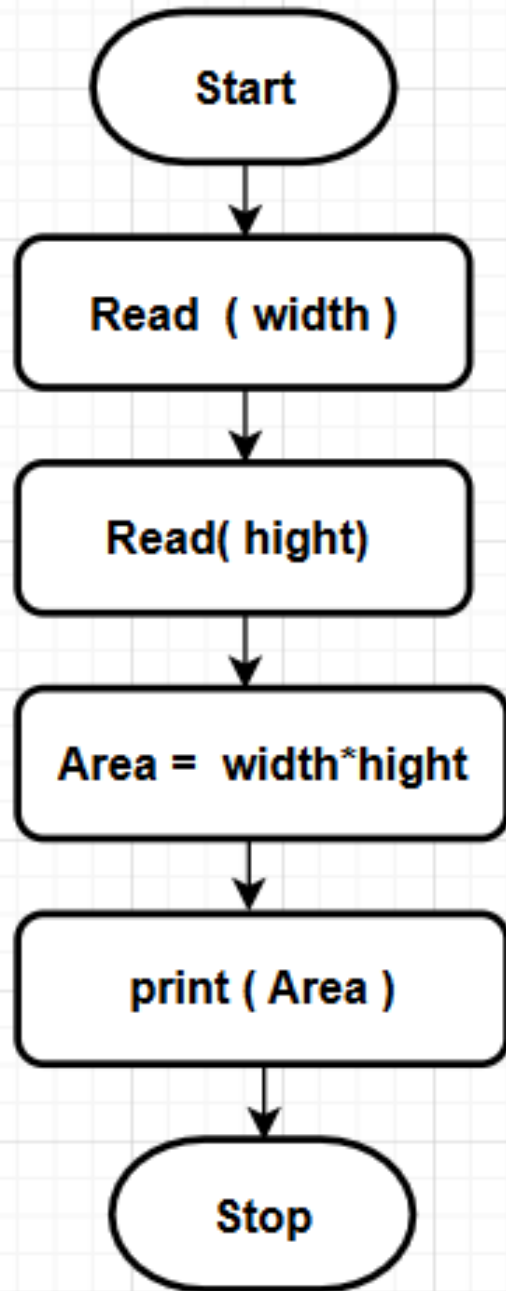 Start
Read ( width )
Read( hight)
Area = width*hight
print ( Area )
Stop